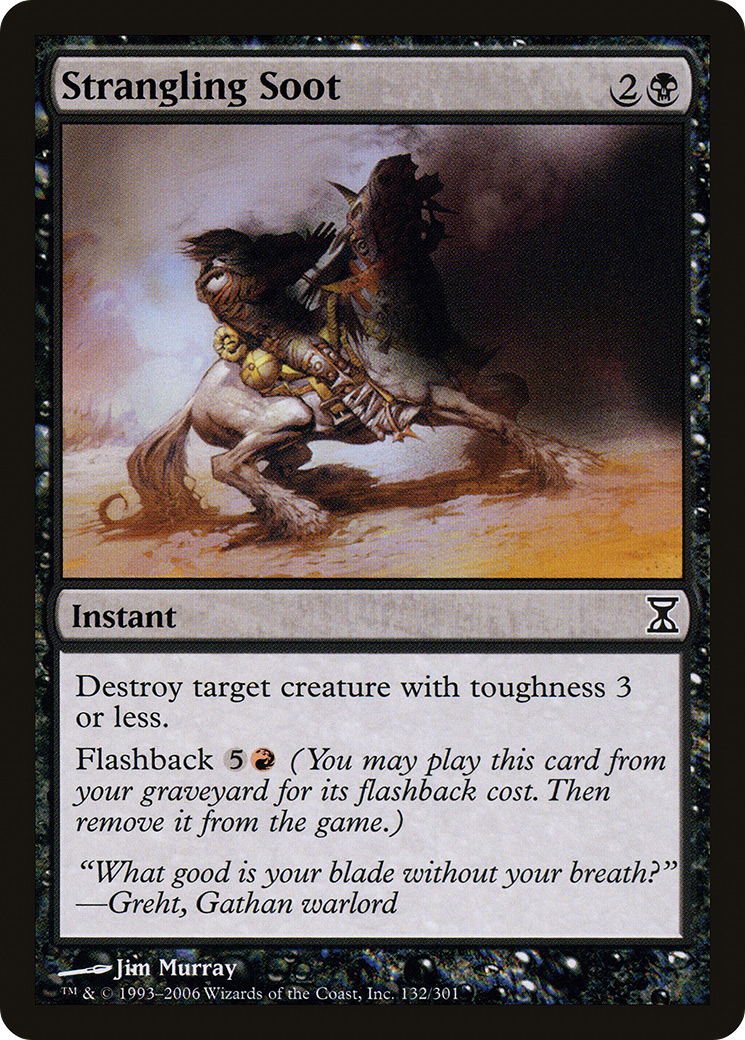 Strangling Soot 2
Instant
Destroy target creature with toughness 3
or less.
Flashback 5 (You may play this card from
your graveyard for its flashback cost. Then
remove it from the game.)
“What good is your blade without your breath?”
—Greht, Gathan warlord
Jim Murray
™ & © 1993–2006 Wizards of the Coast, Inc. 132/301